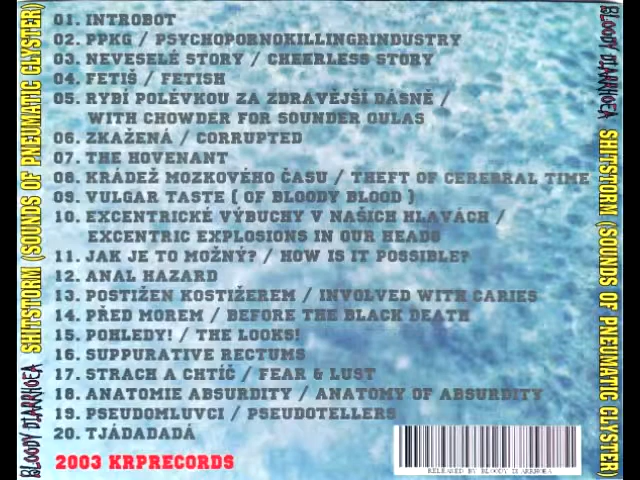 01. INTROBOT
02. PPKG / PSYCHOPORNOKILLINGRINDUSTRY
03. NEVESELÉ STORY / CHEERLESS STORY
04. FETIŠ / FETISH
05. RYBÍ POLÉVKOU ZA ZDRAVĚJŠÍ DÁSNĚ /
WITH CHOWDER FOR SOUNDER OULAS
06. ZKAŽENÁ / CORRUPTED
07. THE HOVENANT
08. KRÁDEŽ MOZKOVÉHO ČASU / THEFT OF CEREBRAL TIME
09. VULGAR TASTE ( OF BLOODY BLOOD )
10. EXCENTRICKÉ VÝBUCHY V NAŠICH HLAVÁCH /
EXCENTRIC EXPLOSIONS IN OUR HEADS
11. JAK JE TO MOŽNÝ? / HOW IS IT POSSIBLE?
12. ANAL HAZARD
13. POSTIŽEN KOSTIŽEREM / INVOLVED WITH CARIES
14. PŘED MOREM / BEFORE THE BLACK DEATH
15. POHLEDY! / THE LOOKS!
16. SUPPURATIVE RECTUMS
17. STRACH A CHTÍČ / FEAR & LUST
18. ANATOMIE ABSURDITY / ANATOMY OF ABSURDITY
19. PSEUDOMLUVCI / PSEUDOTELLERS
20. TJÁDADADÁ
2003 KRPRECORDS
RELEASED BY BLOODY DIARRHOEA
BLOODY DIARRHOEA SHITSTORM (SOUNDS OF PNEUMATIC CLYSTER)
BLOODY DIARRHOEA SHITSTORM (SOUNDS OF PNEUMATIC CLYSTER)